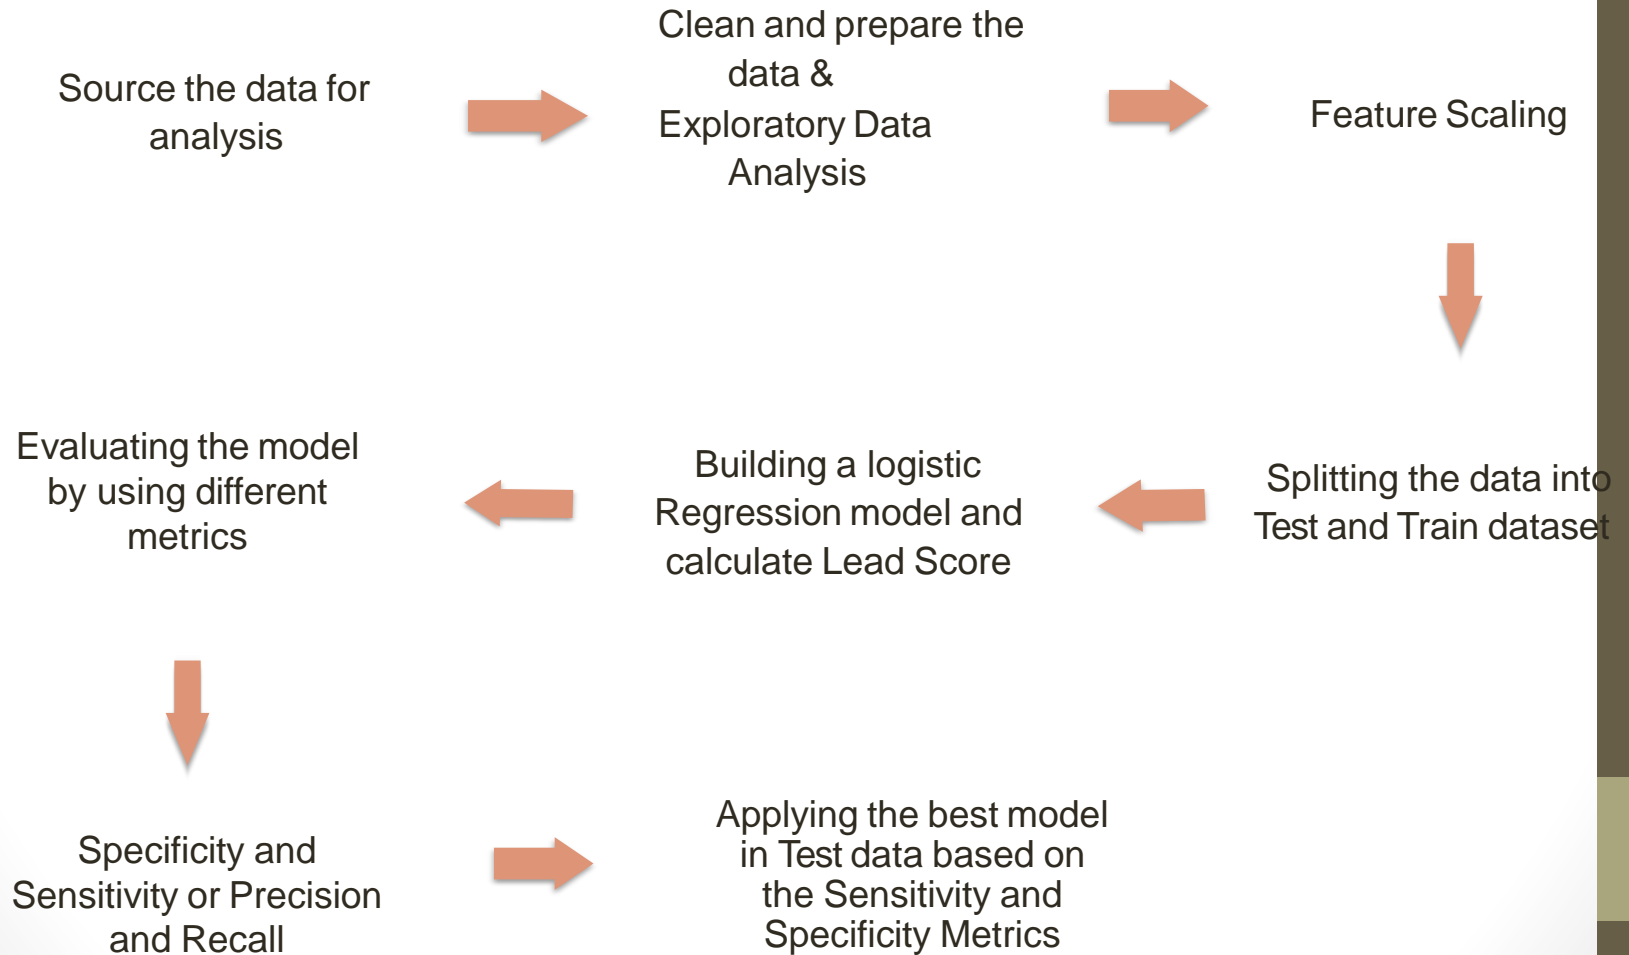 Source the data for
analysis
Clean and prepare the
data &
Exploratory Data
Analysis
Feature Scaling
Splitting the data into
Test and Train dataset
Building a logistic
Regression model and
calculate Lead Score
Evaluating the model
by using different
metrics
Specificity and
Sensitivity or Precision
and Recall
Applying the best model
in Test data based on
the Sensitivity and
Specificity Metrics